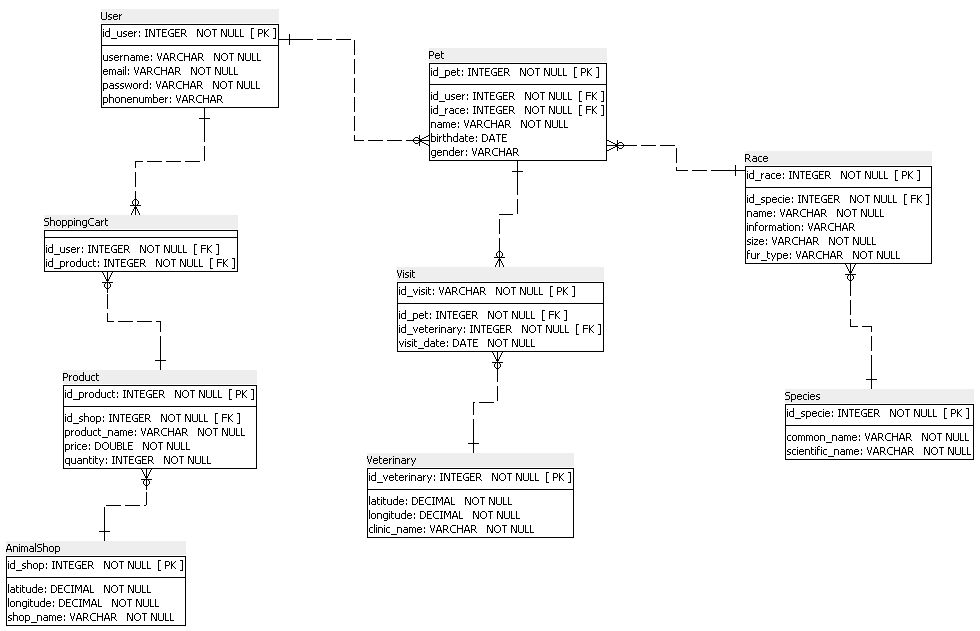 User
id_user: INTEGER NOT NULL [ PK ]
username: VARCHAR NOT NULL
email: VARCHAR NOT NULL
password: VARCHAR NOT NULL
phonenumber: VARCHAR
Pet
id_pet: INTEGER NOT NULL [ PK ]
id_user: INTEGER NOT NULL [ FK ]
id_race: INTEGER NOT NULL [ FK ]
name: VARCHAR NOT NULL
birthdate: DATE
gender: VARCHAR
Race
id_race: INTEGER NOT NULL [ PK ]
id_specie: INTEGER NOT NULL [ FK ]
name: VARCHAR NOT NULL
information: VARCHAR
size: VARCHAR NOT NULL
fur_type: VARCHAR NOT NULL
ShoppingCart
id_user: INTEGER NOT NULL [ FK ]
id_product: INTEGER NOT NULL [ FK ]
Visit
id_visit: VARCHAR NOT NULL [ PK ]
id_pet: INTEGER NOT NULL [ FK ]
id_veterinary: INTEGER NOT NULL [ FK ]
visit_date: DATE NOT NULL
Product
id_product: INTEGER NOT NULL [ PK ]
id_shop: INTEGER NOT NULL [ FK ]
product_name: VARCHAR NOT NULL
price: DOUBLE NOT NULL
quantity: INTEGER NOT NULL
Species
id_specie: INTEGER NOT NULL [ PK ]
common_name: VARCHAR NOT NULL
scientific_name: VARCHAR NOT NULL
Veterinary
id_veterinary: INTEGER NOT NULL [ PK ]
latitude: DECIMAL NOT NULL
longitude: DECIMAL NOT NULL
clinic_name: VARCHAR NOT NULL
AnimalShop
id_shop: INTEGER NOT NULL [ PK ]
latitude: DECIMAL NOT NULL
longitude: DECIMAL NOT NULL
shop_name: VARCHAR NOT NULL